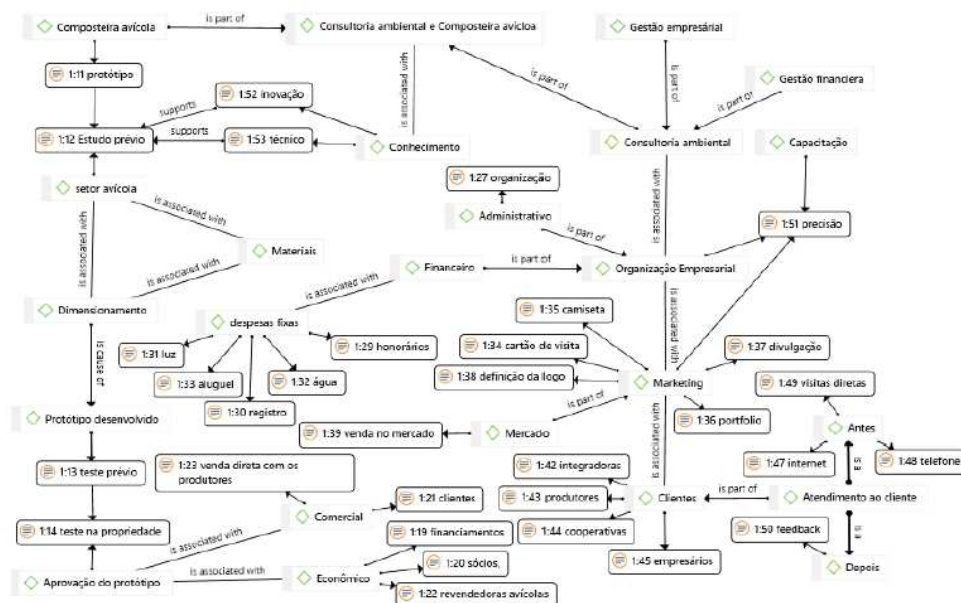 Composteira avícola
is part of
Consultoria ambiental e Composteira avícloa
Gestão empresárial
1:11 protótipo
is part of
is part of
Gestão financiera
is part of
1:52 inovação
supports
is associated with
1:12 Estudo prévio
supports
1:53 técnico
Conhecimento
Consultoria ambiental
Capacitação
setor avícola
1:27 organização
is associated with
Administrativo
is associated with
1:51 precisão
is part of
is associated with
Materiais
is associated with
Financeiro
is part of
Organização Empresarial
is associated with
Dimensionamento
1:35 camiseta
is associated with
despesas fixas
1:31 luz
1:29 honorários
1:34 cartão de visita
1:37 divulgação
is cause of
1:33 aluguel
1:32 água
1:38 definição da logo
Marketing
1:49 visitas diretas
1:30 registro
is part of
1:36 portfolio
Protótipo desenvolvido
1:39 venda no mercado
Mercado
Antes
1:13 teste prévio
1:23 venda direta com os
produtores
1:42 integradoras
is associated with
1:47 internet
1:48 telefone
is a
1:21 clientes
1:43 produtores
Clientes
is part of
Atendimento ao cliente
1:14 teste na propriedade
Comercial
1:19 financiamentos
1:44 cooperativas
1:50 feedback
is a
is associated with
1:20 sócios,
1:45 empresários
Depois
Aprovação do protótipo
is associated with
Econômico
1:22 revendedoras avícolas